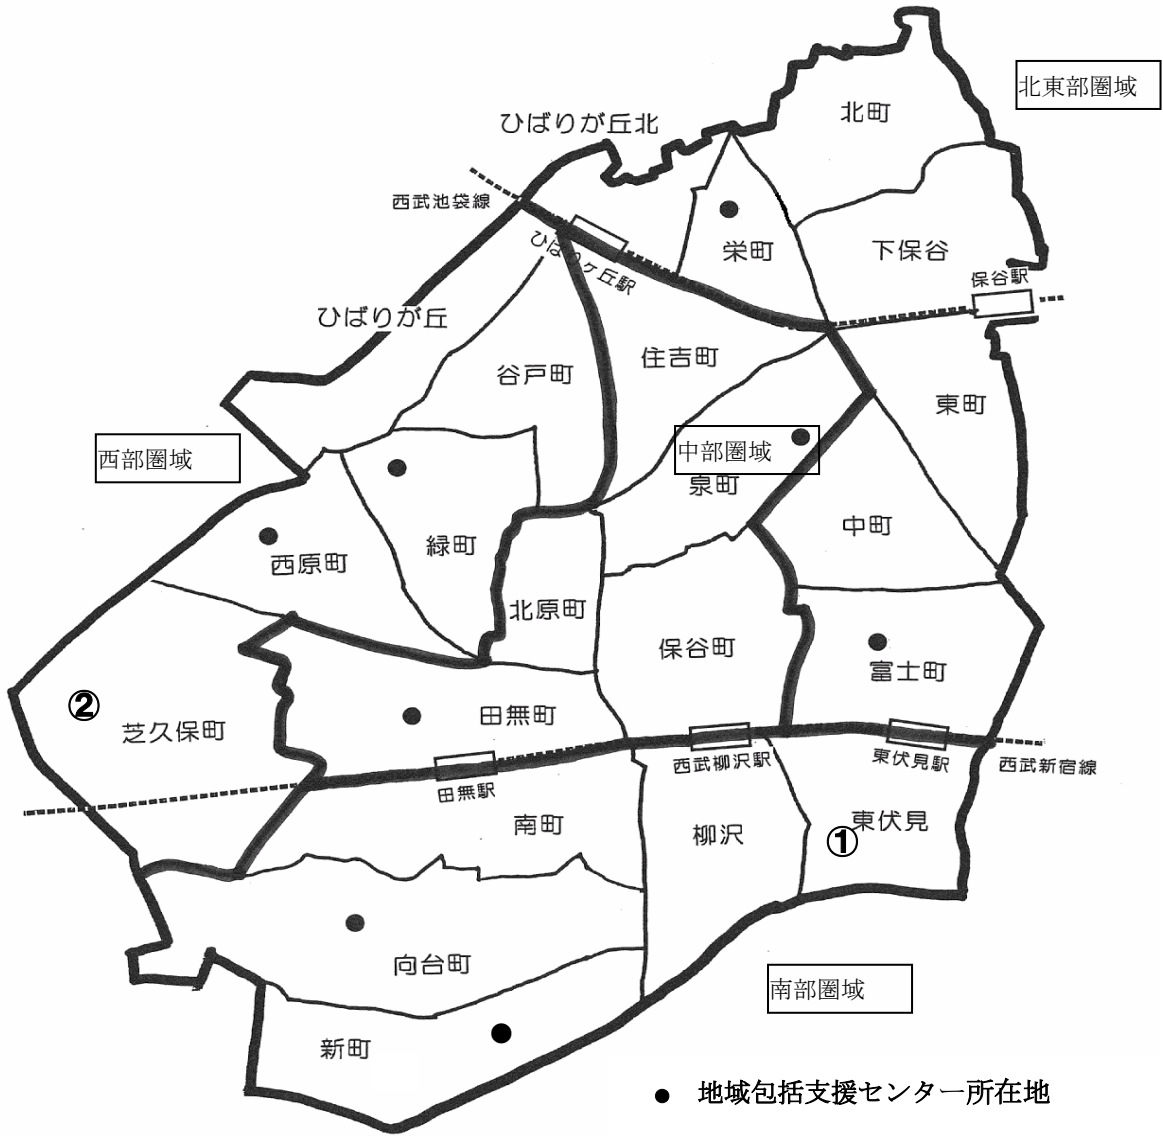 北東部圏域
北町
ひばりが丘北
西武池袋線
栄町
下保谷
ひばりヶ丘駅
保谷駅
ひばりが丘
住吉町
谷戸町
東町
西部圏域
中部圏域
泉町
中町
緑町
西原町
北原町
保谷町
富士町
②
芝久保町
田無町
西武柳沢駅
東伏見駅
西武新宿線
田無駅
南町
柳沢
①
東伏見
向台町
南部圏域
新町
● 地域包括支援センター所在地